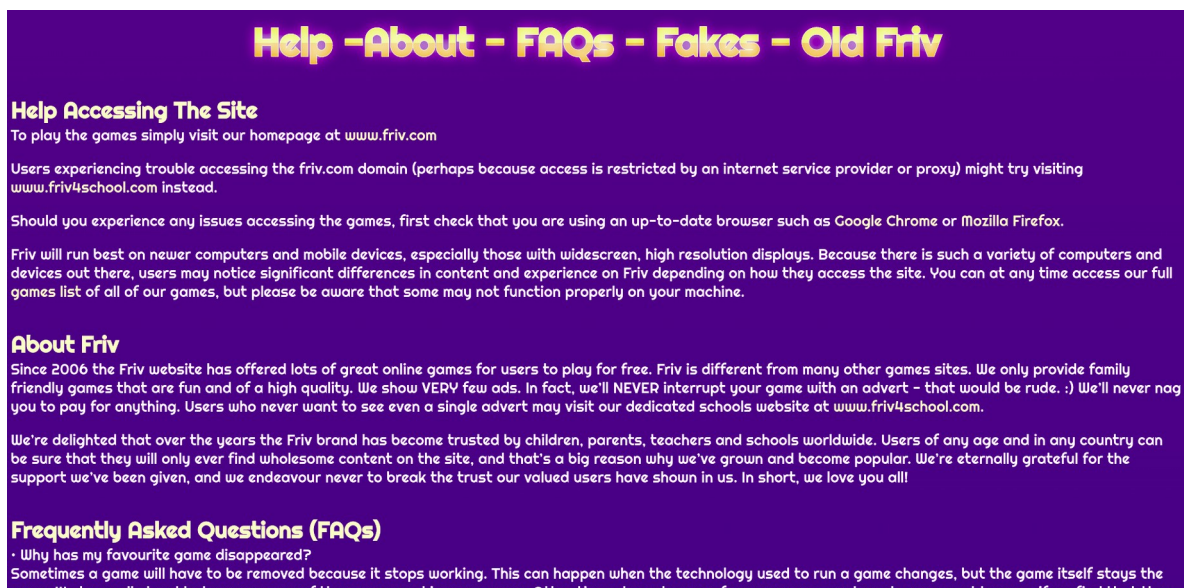 Help -About - FAQs - Fakes - Old Friv
Help Accessing The Site
To play the games simply visit our homepage at www.friv.com
Users experiencing trouble accessing the friv.com domain (perhaps because access is restricted by an internet service provider or proxy) might try visiting
www.friv4school.com instead.
Should you experience any issues accessing the games, first check that you are using an up-to-date browser such as Google Chrome or Mozilla Firefox.
Friv will run best on newer computers and mobile devices, especially those with widescreen, high resolution displays. Because there is such a variety of computers and
devices out there, users may notice significant differences in content and experience on Friv depending on how they access the site. You can at any time access our full
games list of all of our games, but please be aware that some may not function properly on your machine.
About Friv
Since 2006 the Friv website has offered lots of great online games for users to play for free. Friv is different from many other games sites. We only provide family
friendly games that are fun and of a high quality. We show VERY few ads. In fact, we'll NEVER interrupt your game with an advert - that would be rude. :) We'll never nag
you to pay for anything. Users who never want to see even a single advert may visit our dedicated schools website at www.friv4school.com.
We're delighted that over the years the Friv brand has become trusted by children, parents, teachers and schools worldwide. Users of any age and in any country can
be sure that they will only ever find wholesome content on the site, and that's a big reason why we've grown and become popular. We're eternally grateful for the
support we've been given, and we endeavour never to break the trust our valued users have shown in us. In short, we love you all!
Frequently Asked Questions (FAQs)
• Why has my favourite game disappeared?
Sometimes a game will have to be removed because it stops working. This can happen when the technology used to run a game changes, but the game itself stays the